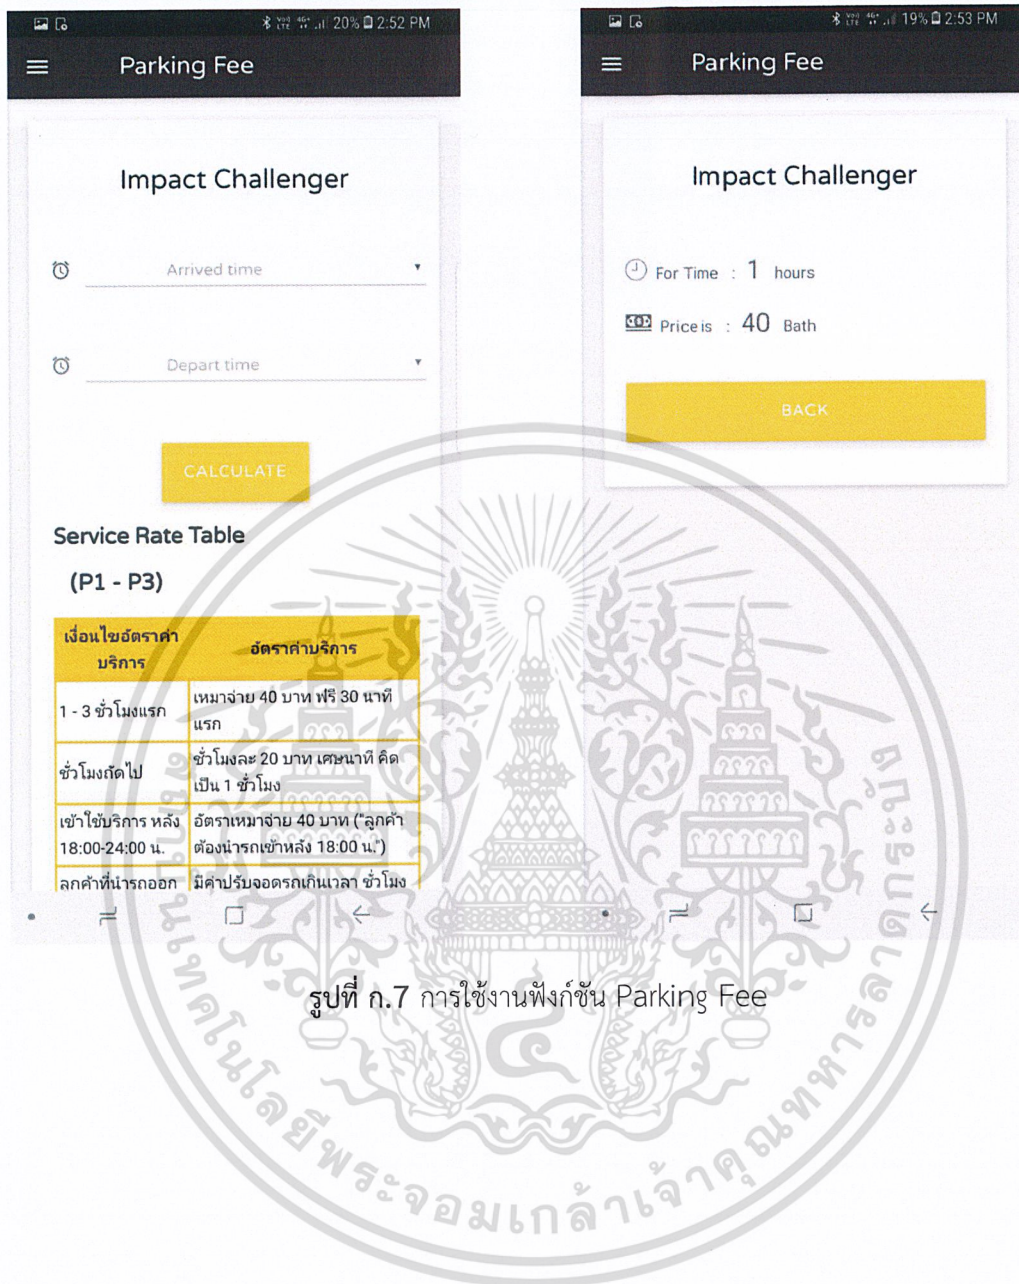 20% 2:52 PM
Parking Fee
Impact Challenger
Arrived time
Depart time
CALCULATE
Service Rate Table
(P1 - P3)
เงื่อนไขอัตราค่า
บริการ
อัตราค่าบริการ
1 - 3 ชั่วโมงแรก
เหมาจ่าย 40 บาท ฟรี 30 นาที
แรก
ชั่วโมงถัดไป
ชั่วโมงละ 20 บาท เศษนาที คิด
เป็น 1 ชั่วโมง
เข้าใช้บริการ หลัง
18:00-24:00 น.
อัตราเหมาจ่าย 40 บาท ("ลูกค้า
ต้องนำรถเข้าหลัง 18:00 น.")
ลูกค้าที่นำรถออก
มีค่าปรับจอดรถเกินเวลา ชั่วโมง
19% 2:53 PM
Parking Fee
Impact Challenger
For Time : 1 hours
Price is : 40 Bath
BACK
รูปที่ ก.7 การใช้งานฟังก์ชัน Parking Fee
เทคโนโลยีพระจอมเกล้าเจ้าคุณทหารลาดกระบัง